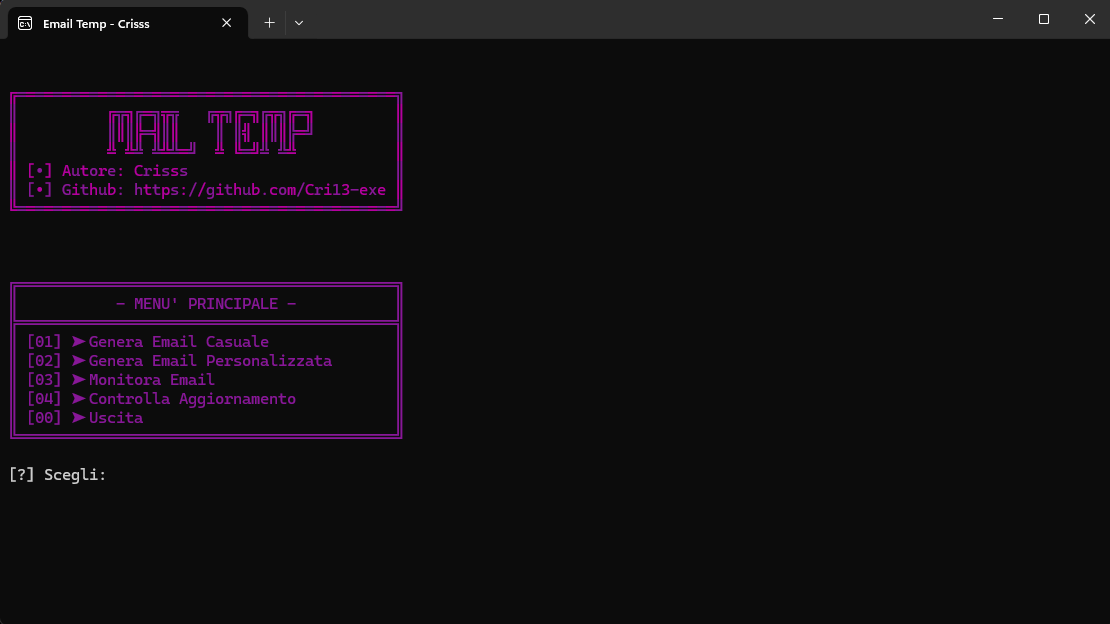 Email Temp - Crisss
MAIL TEMP
[•] Autore: Crisss
[•] Github: https://github.com/Cri13-exe
- MENU' PRINCIPALE -
[01] ➤Genera Email Casuale
[02] ➤Genera Email Personalizzata
[03] ➤Monitora Email
[04] ➤Controlla Aggiornamento
[00] ➤Uscita
[?] Scegli: